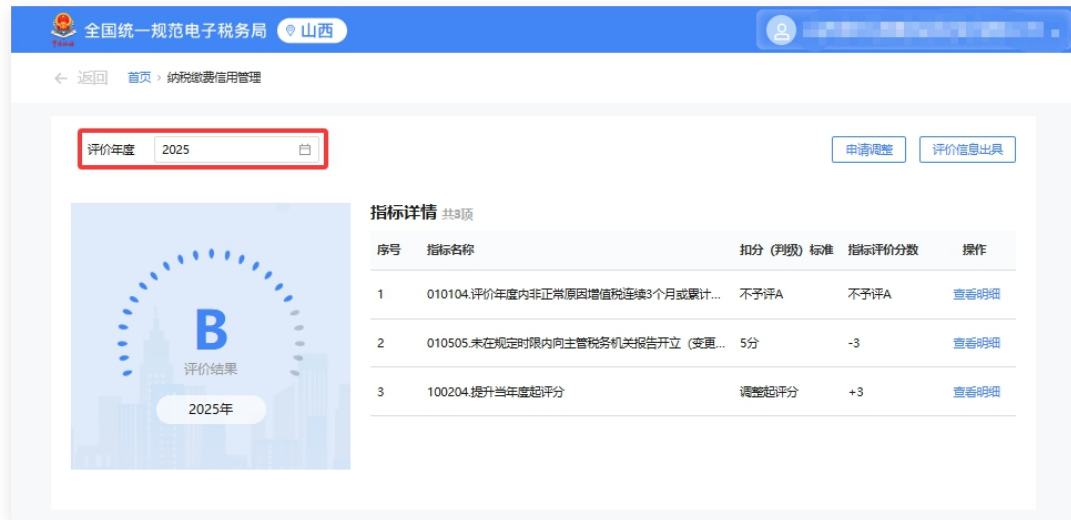 全国统一规范电子税务局 山西
返回 首页 › 纳税缴费信用管理
评价年度 2025 申请调整 评价信息出具
指标详情 共3项
序号 指标名称 扣分（判级）标准 指标评价分数 操作
1 010104.评价年度内非正常原因增值税连续3个月或累计... 不予评A 不予评A 查看明细
2 010505.未在规定时限内向主管税务机关报告开立（变更... 5分 -3 查看明细
3 100204.提升当年度起评分 调整起评分 +3 查看明细
B
评价结果
2025年